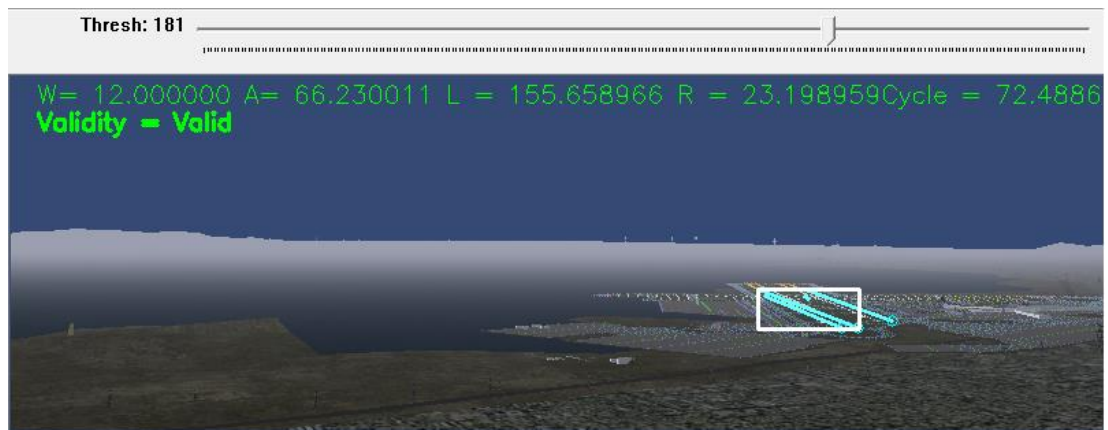 Thresh: 181
W= 12.000000 A= 66.230011 L = 155.658966 R = 23.198959Cycle = 72.4886
Validity = Valid